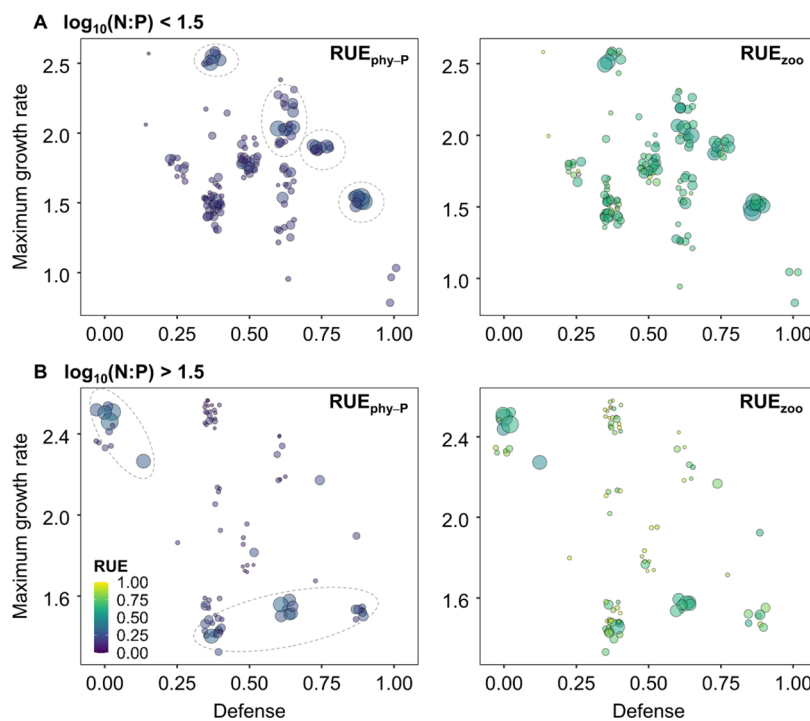 A log10(N:P) < 1.5
RUEphy–P
RUEzoo
Maximum growth rate
2.5
2.0
1.5
1.0
0.00 0.25 0.50 0.75 1.00
0.00 0.25 0.50 0.75 1.00
2.5
2.0
1.5
1.0
B log10(N:P) > 1.5
RUEphy–P
RUEzoo
Maximum growth rate
2.4
2.0
1.6
RUE
1.00
0.75
0.50
0.25
0.00
2.4
2.0
1.6
0.00 0.25 0.50 0.75 1.00
0.00 0.25 0.50 0.75 1.00
Defense
Defense